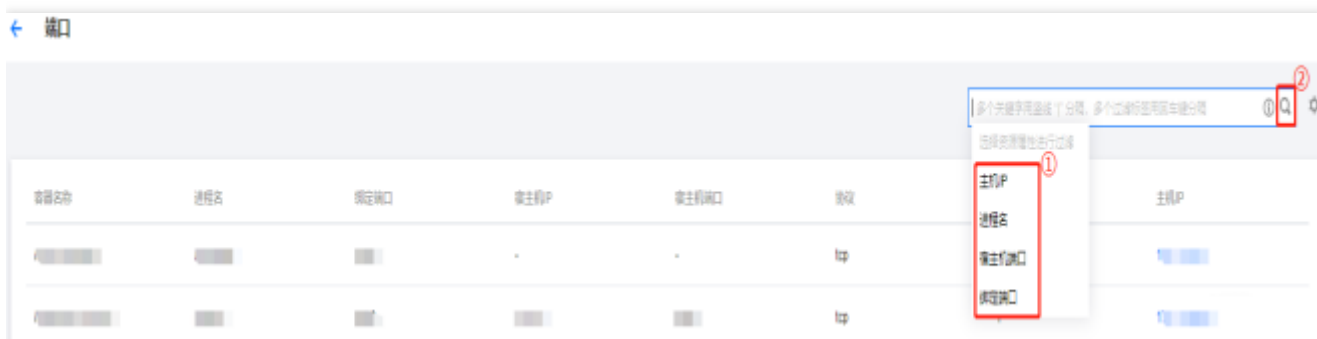 端口
②
多个关键字用竖线“|”分隔，多个过滤标签用回车键分隔
选择资源属性进行过滤
①
主机IP
进程名
宿主机端口
绑定端口
容器名称 进程名 绑定端口 宿主机IP 宿主机端口 协议 主机IP
- - tcp
tcp